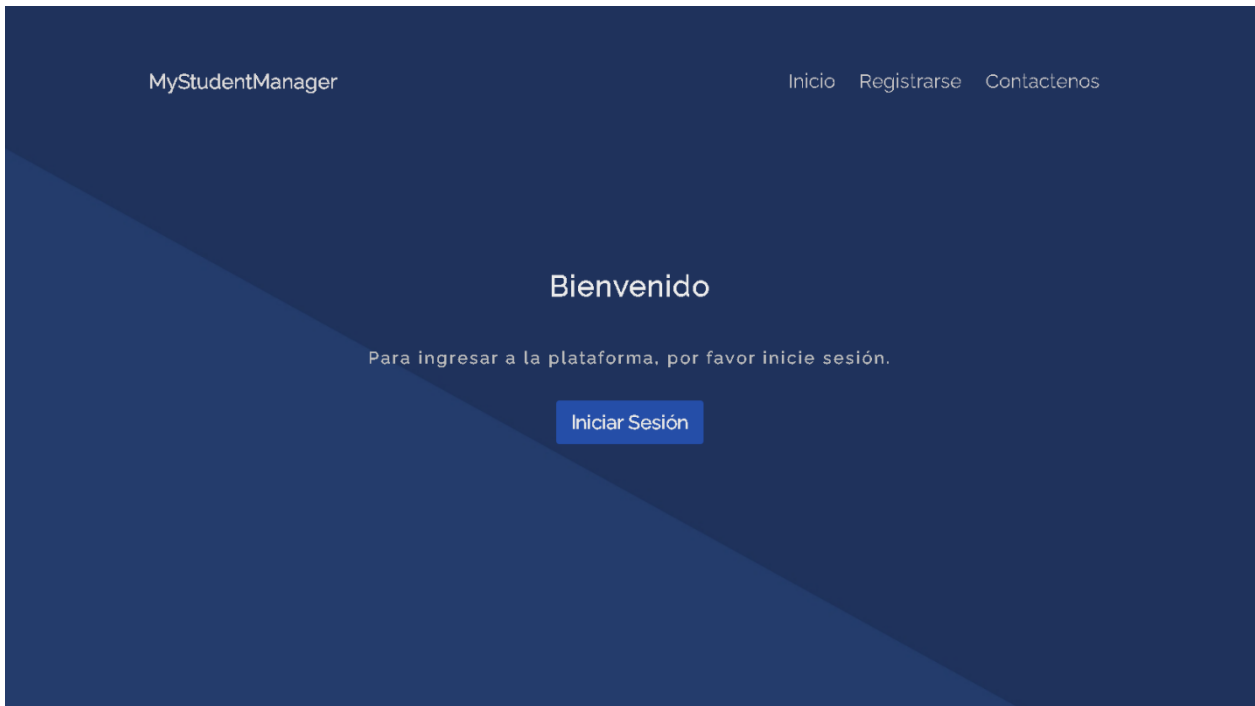 MyStudentManager
Inicio Registrarse Contactenos
Bienvenido
Para ingresar a la plataforma, por favor inicie sesión.
Iniciar Sesión